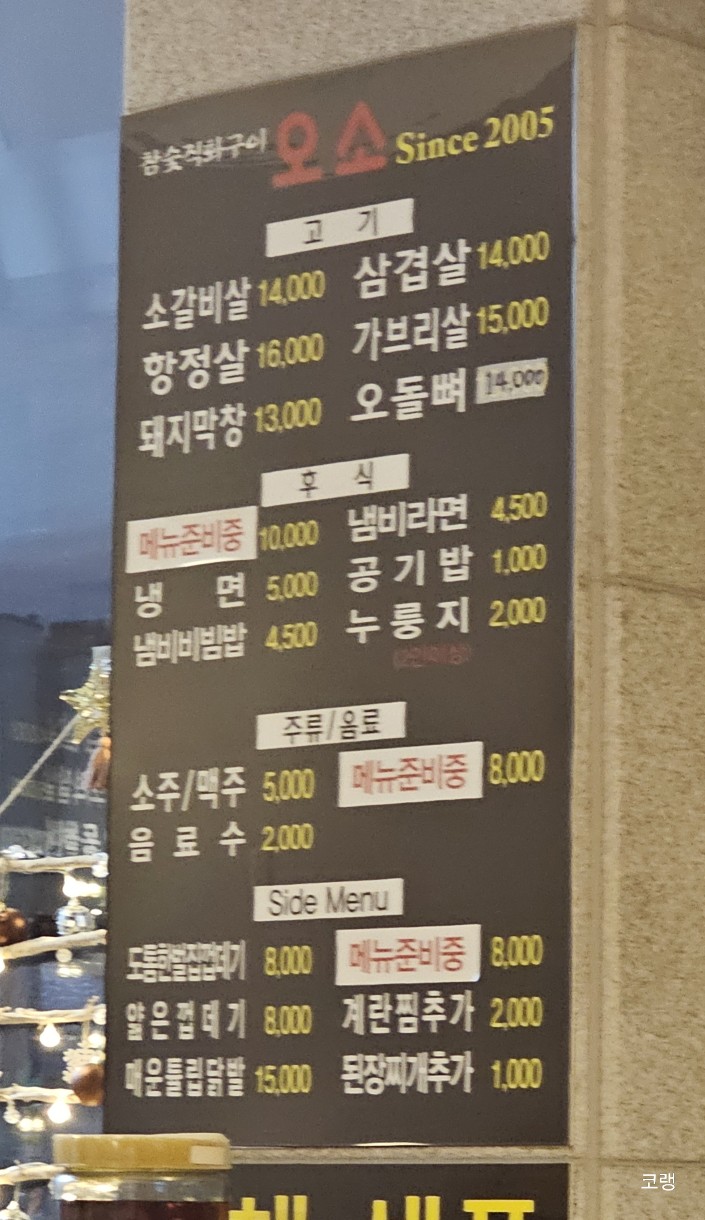 참숯직화구이 오소 Since 2005
고 기
소갈비살 14,000 삼겹살 14,000
항정살 16,000 가브리살 15,000
돼지막창 13,000 오돌뼈 14,000
후 식
메뉴준비중 10,000 냄비라면 4,500
냉 면 5,000 공기밥 1,000
냄비비빔밥 4,500 누룽지 2,000
(2인이상)
주류/음료
소주/맥주 5,000 메뉴준비중 8,000
음료수 2,000
Side Menu
도톰한벌집껍데기 8,000 메뉴준비중 8,000
얇은껍데기 8,000 계란찜추가 2,000
매운튤립닭발 15,000 된장찌개추가 1,000
코랭